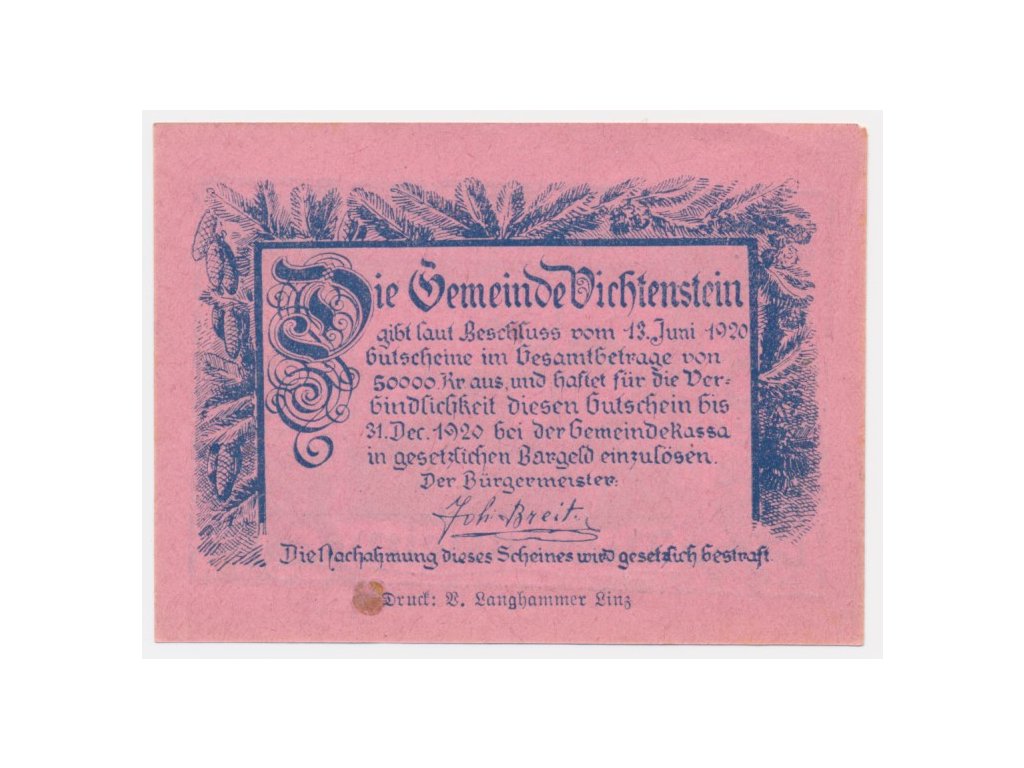 Die Gemeinde Vichtenstein
gibt laut Beschluss vom 13. Juni 1920
Gutscheine im Gesamtbetrage von
50000 Kr aus, und haftet für die Ver-
bindlichkeit diesen Gutschein bis
31. Dec. 1920 bei der Gemeindekassa
in gesetzlichen Bargeld einzulösen.
Der Bürgermeister:
Joh. Breit.
Die Nachahmung dieses Scheines wird gesetzlich bestraft.
Druck: V. Langhammer Linz